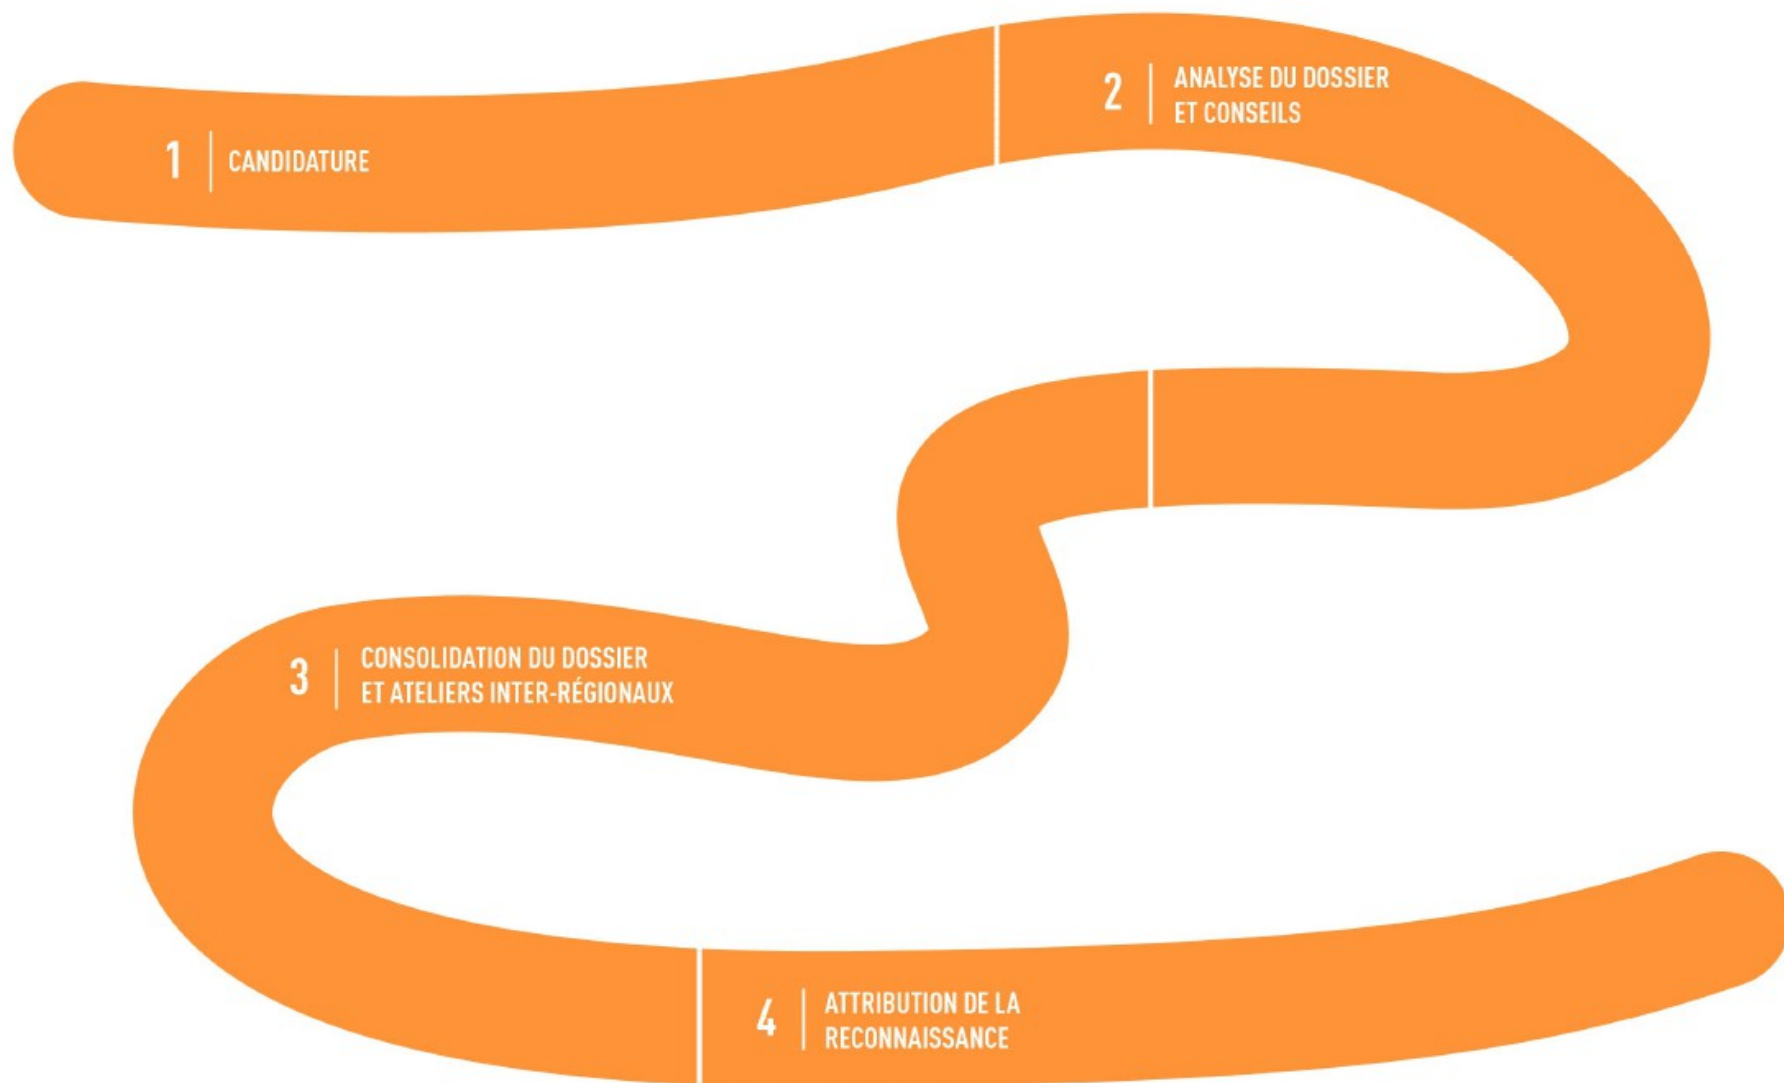 1
CANDIDATURE
2
ANALYSE DU DOSSIER
ET CONSEILS
3
CONSOLIDATION DU DOSSIER
ET ATELIERS INTER-RÉGIONAUX
4
ATTRIBUTION DE LA
RECONNAISSANCE